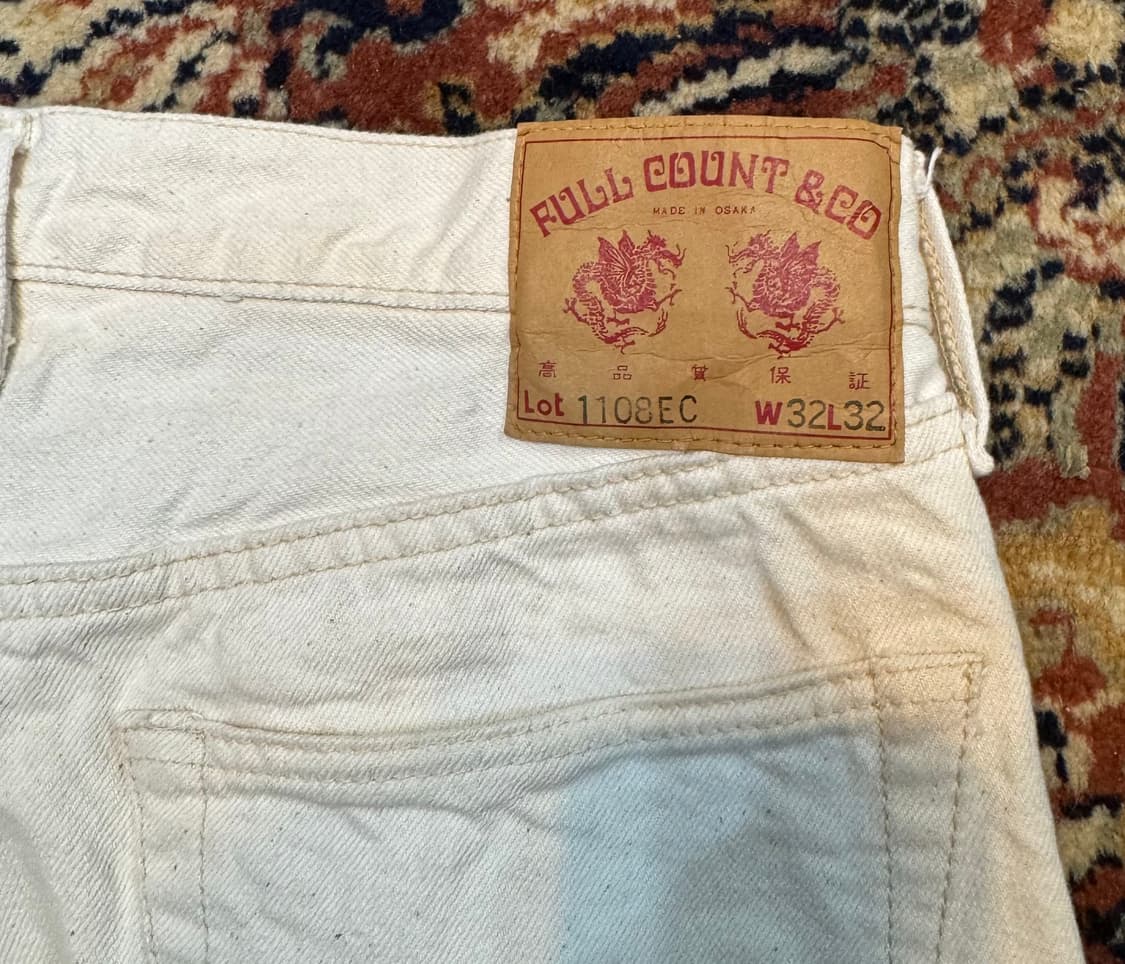 FULL COUNT & CO
MADE IN OSAKA
高品質保証
Lot 1108EC W32L32